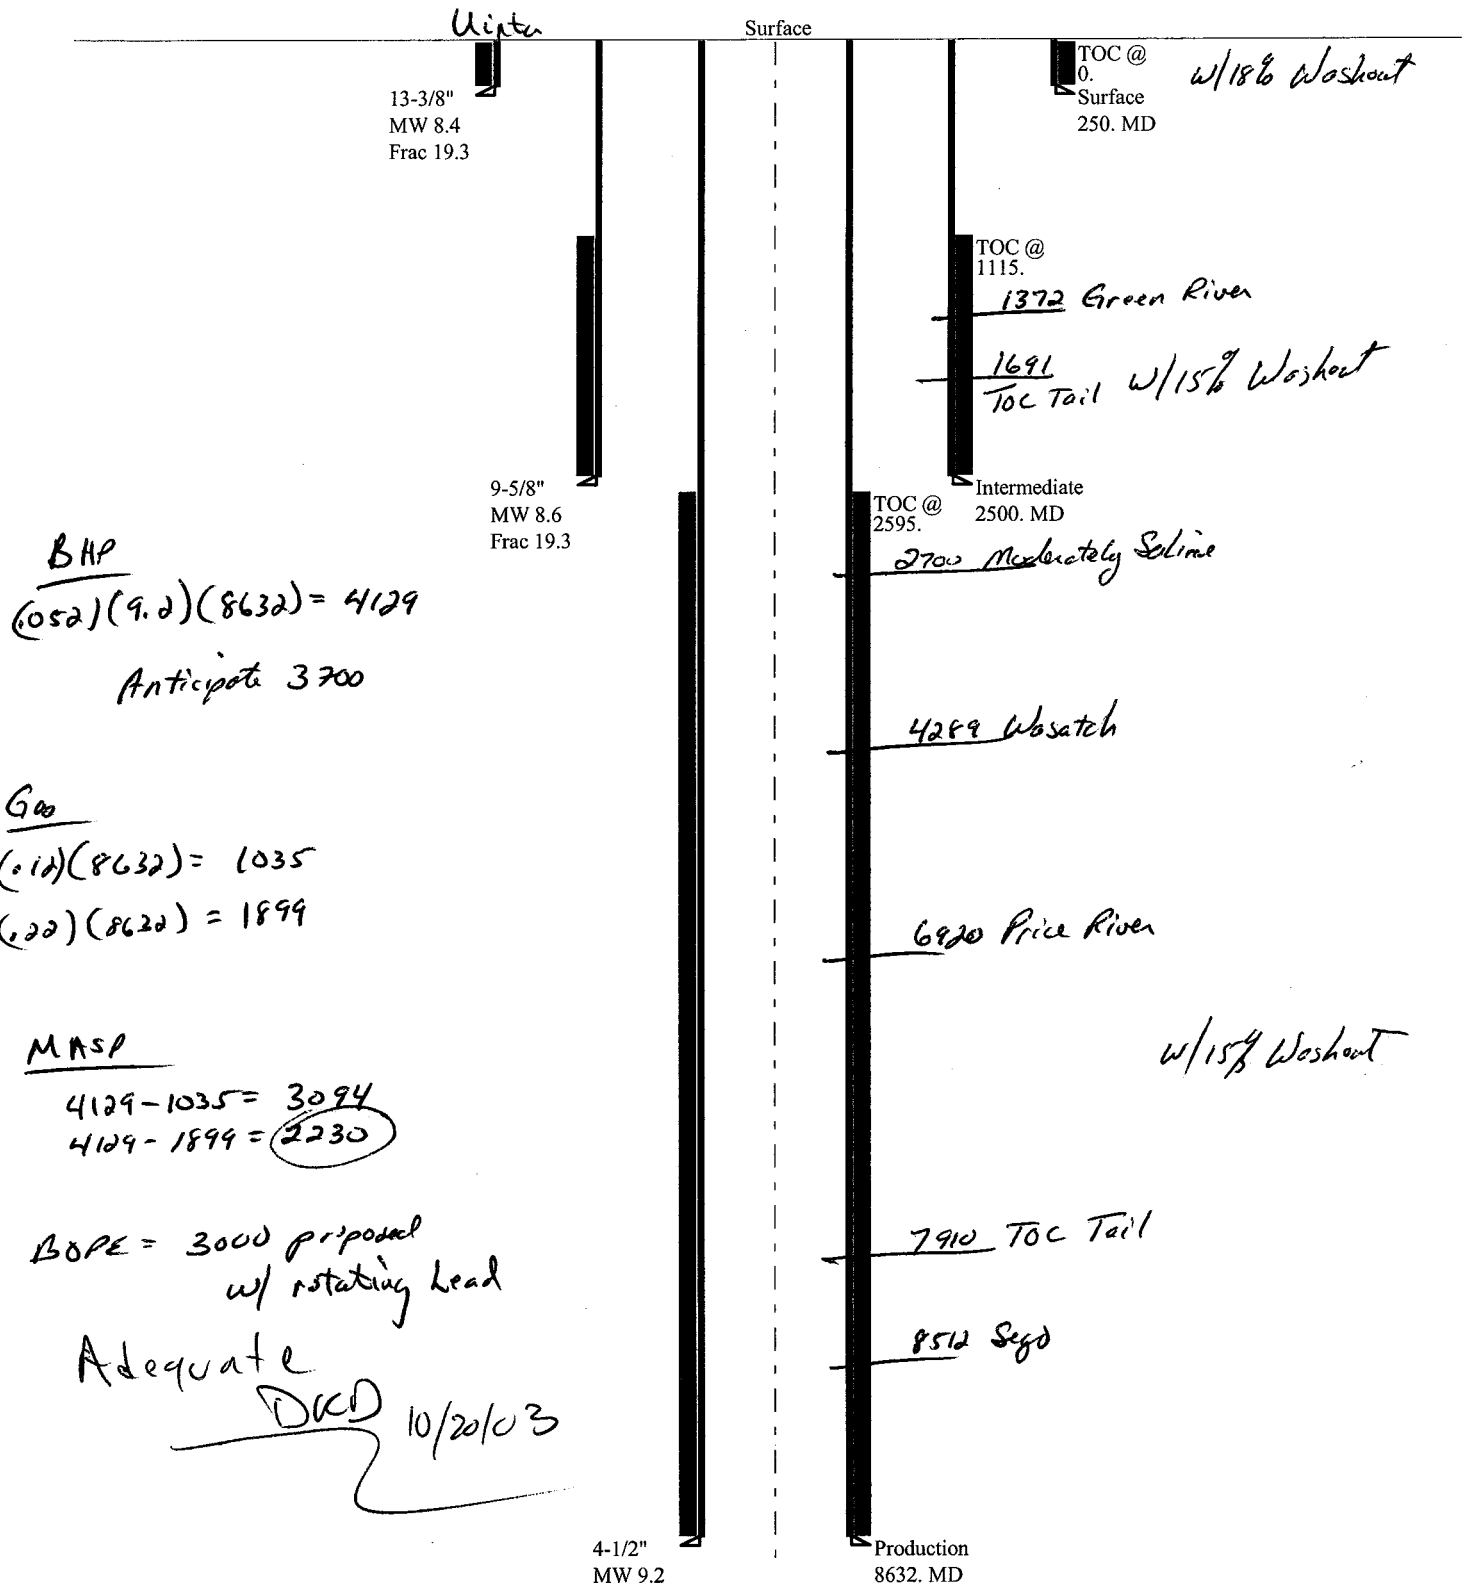 Uinta
Surface
TOC @
0.
w/18% Washout
13-3/8"
MW 8.4
Frac 19.3
Surface
250. MD
TOC @
1115.
1372 Green River
1691
TOC Tail w/15% Washout
9-5/8"
MW 8.6
Frac 19.3
Intermediate
2500. MD
TOC @
2595.
2700 Moderately Saline
BHP
(.052)(9.2)(8632)= 4129
Anticipate 3700
4289 Wasatch
Gas
(.12)(8632)= 1035
(.22)(8632) = 1899
6920 Price River
MASP
4129-1035= 3094
4129-1899 = 2230
w/15% Washout
BOPE = 3000 proposed
w/ rotating head
7910 TOC Tail
Adequate
8512 Sego
DKD 10/20/03
4-1/2"
MW 9.2
Production
8632. MD